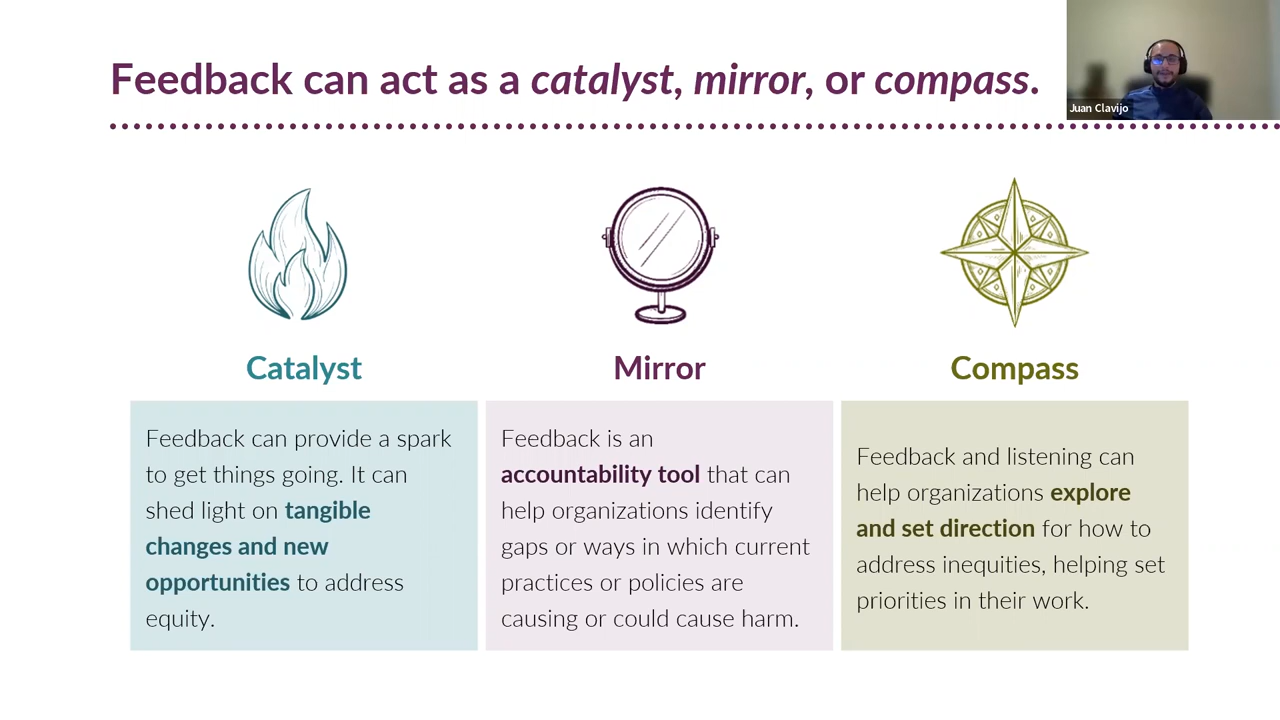 Feedback can act as a catalyst, mirror, or compass.
Juan Clavijo
Catalyst
Feedback can provide a spark
to get things going. It can
shed light on tangible
changes and new
opportunities to address
equity.
Mirror
Feedback is an
accountability tool that can
help organizations identify
gaps or ways in which current
practices or policies are
causing or could cause harm.
Compass
Feedback and listening can
help organizations explore
and set direction for how to
address inequities, helping set
priorities in their work.